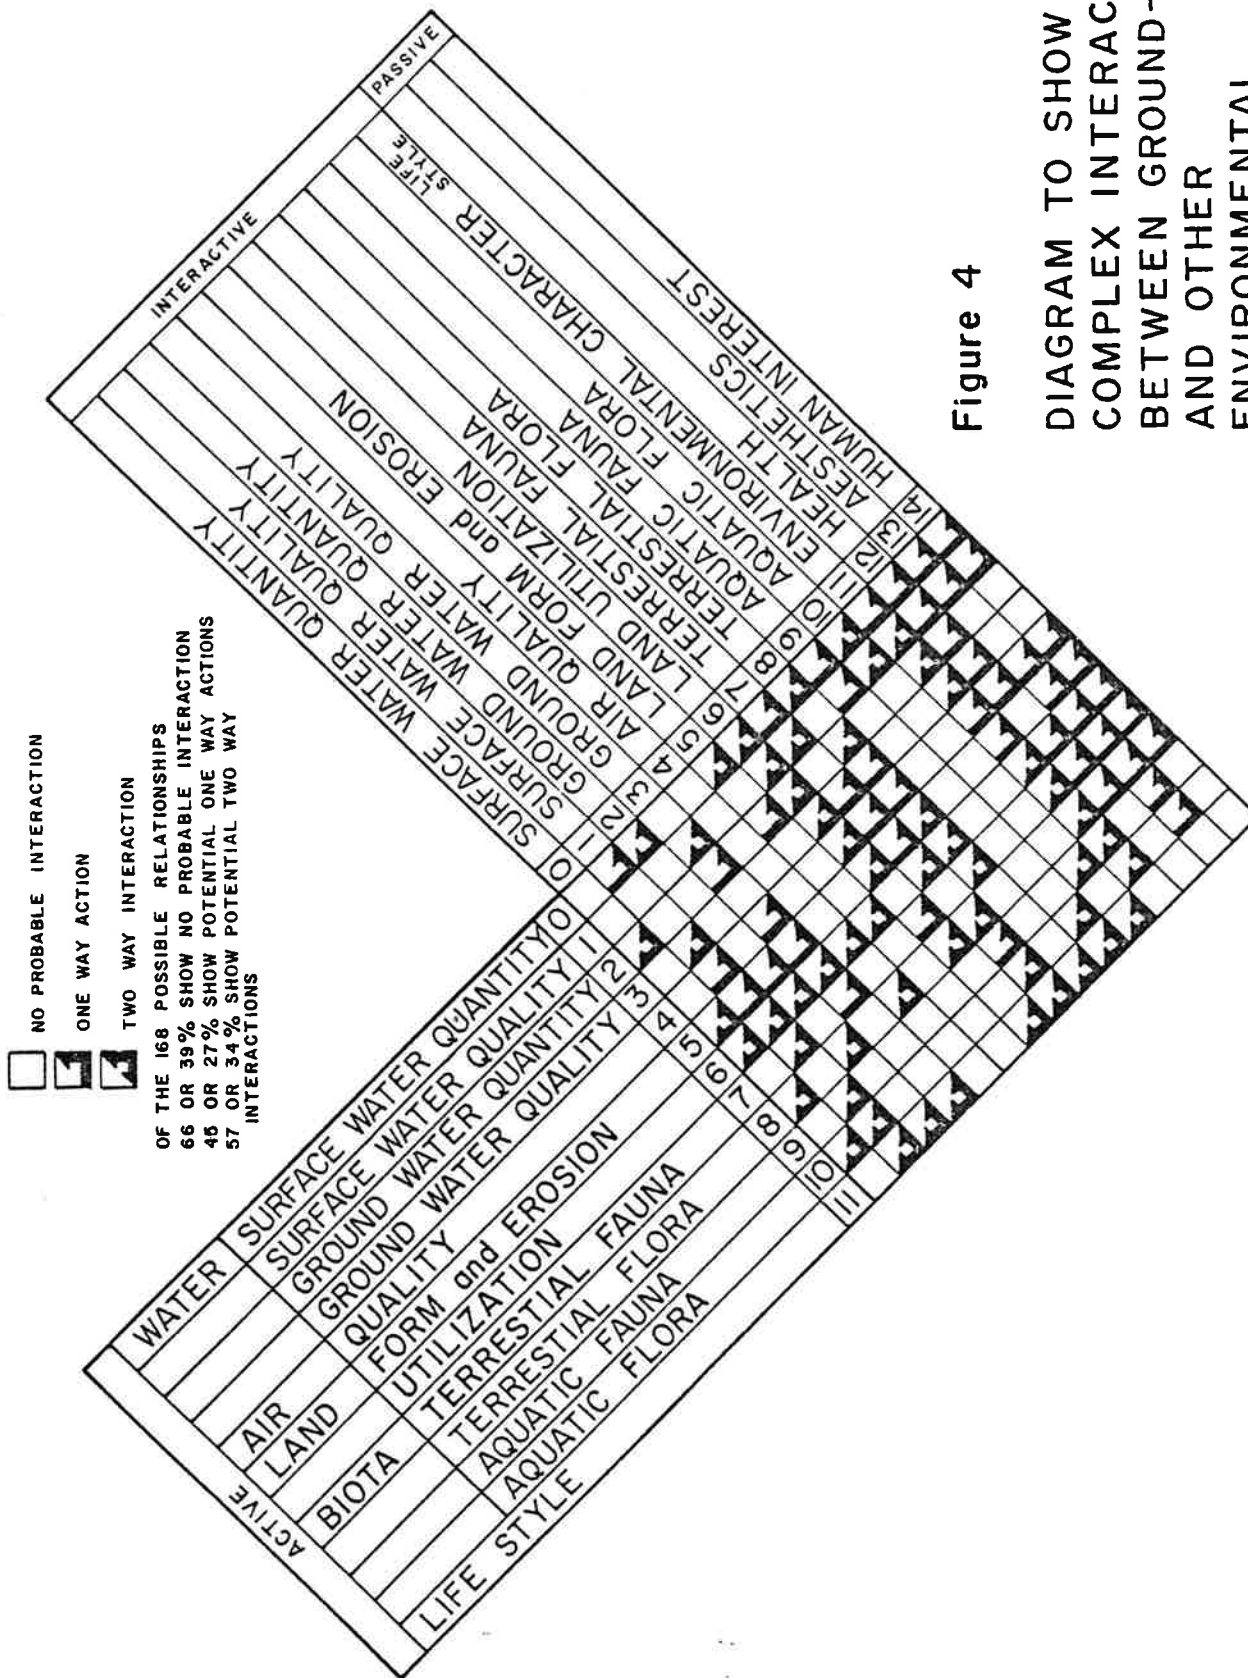 NO PROBABLE INTERACTION
ONE WAY ACTION
TWO WAY INTERACTION
OF THE 168 POSSIBLE RELATIONSHIPS
66 OR 39% SHOW NO PROBABLE INTERACTION
45 OR 27% SHOW POTENTIAL ONE WAY ACTIONS
57 OR 34% SHOW POTENTIAL TWO WAY
INTERACTIONS
ACTIVE
WATER
SURFACE WATER QUANTITY 0
SURFACE WATER QUALITY 1
GROUND WATER QUANTITY 2
GROUND WATER QUALITY 3
AIR QUALITY 4
LAND FORM and EROSION 5
UTILIZATION 6
BIOTA TERRESTIAL FAUNA 7
TERRESTIAL FLORA 8
AQUATIC FAUNA 9
AQUATIC FLORA 10
LIFE STYLE 11
INTERACTIVE
PASSIVE
0 SURFACE WATER QUANTITY
1 SURFACE WATER QUALITY
2 GROUND WATER QUANTITY
3 GROUND WATER QUALITY
4 AIR QUALITY
5 LAND FORM and EROSION
6 LAND UTILIZATION
7 TERRESTIAL FAUNA
8 TERRESTIAL FLORA
9 AQUATIC FAUNA
10 AQUATIC FLORA
11 ENVIRONMENTAL CHARACTER LIFE STYLE
12 HEALTH
13 AESTHETICS
14 HUMAN INTEREST
Figure 4
DIAGRAM TO SHOW
COMPLEX INTERAC
BETWEEN GROUND-
AND OTHER
ENVIRONMENTAL